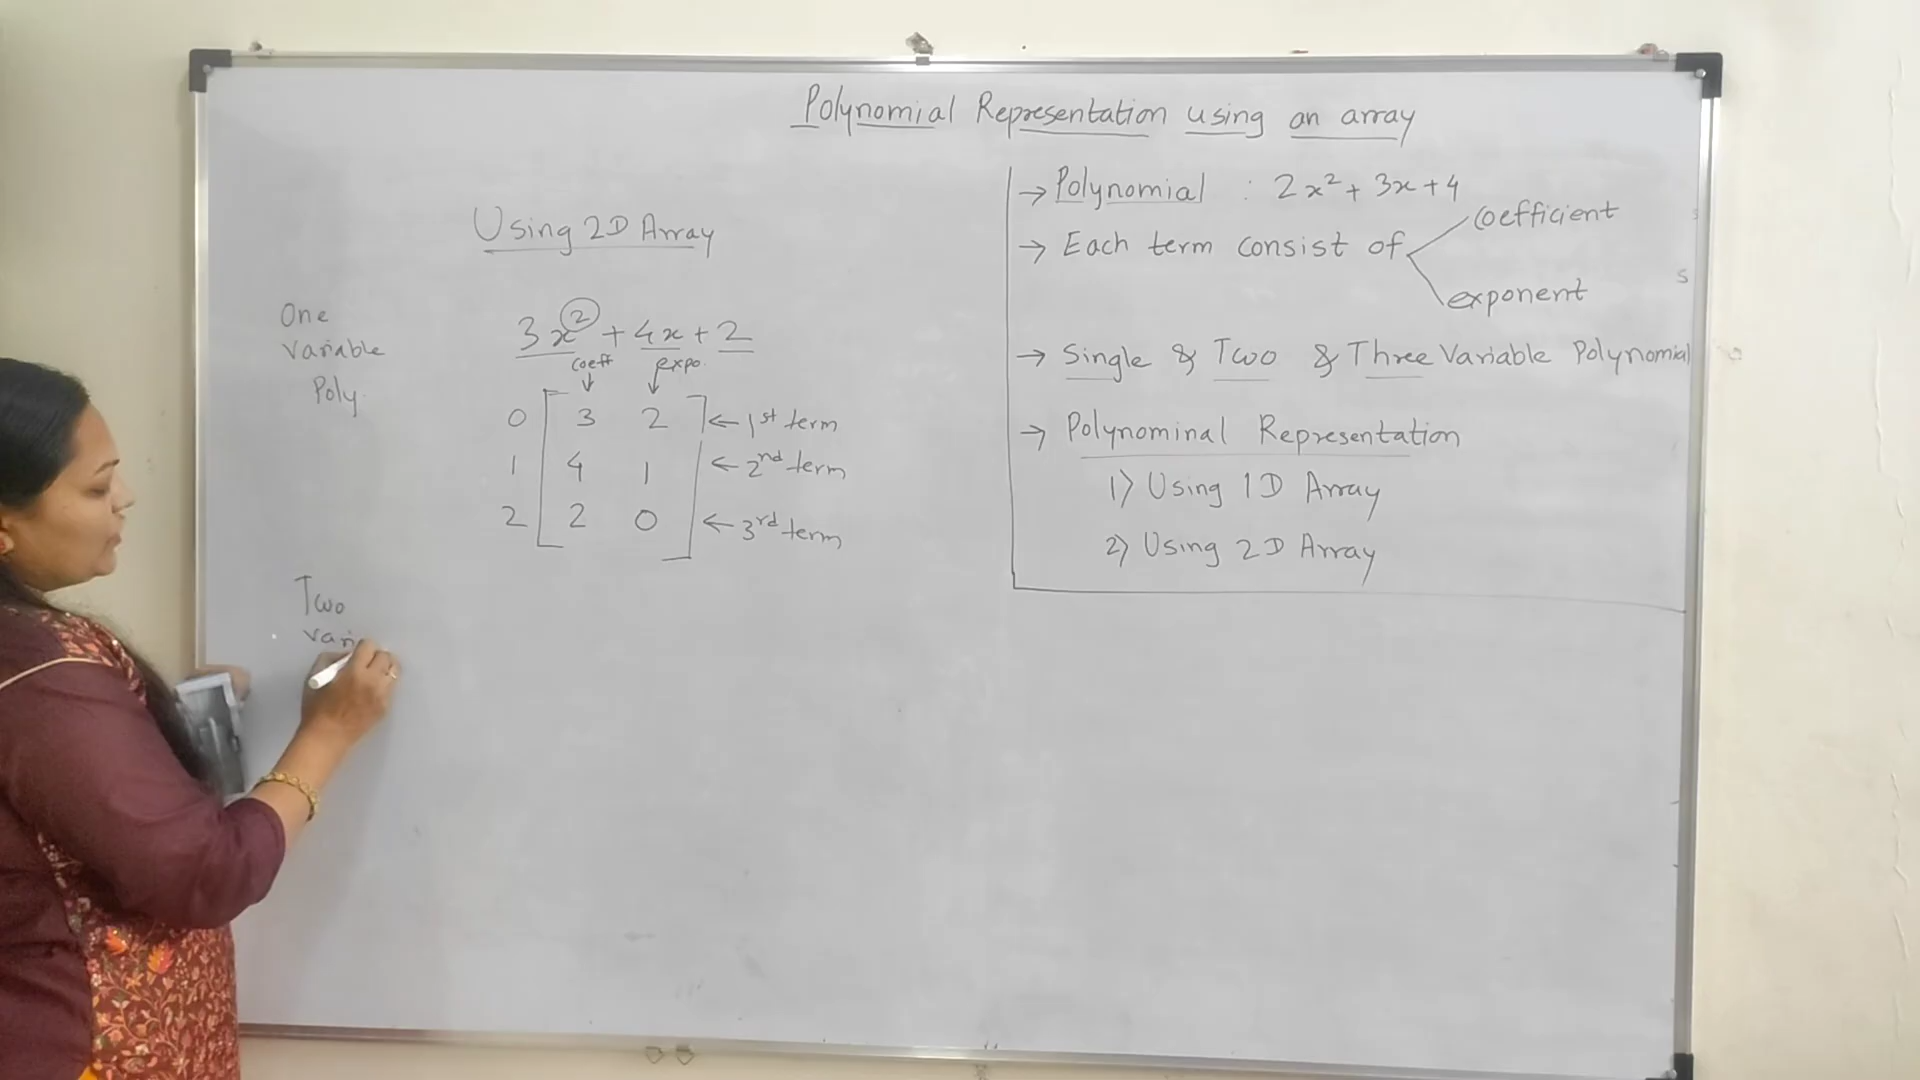 Polynomial Representation using an array
Using 2D Array
One
Variable
Poly.
3x² + 4x + 2
coeff expo.
↓ ↓
0 3 2 ← 1st term
1 4 1 ← 2nd term
2 2 0 ← 3rd term
Two
vari
→ Polynomial : 2x² + 3x + 4
→ Each term consist of
coefficient
exponent
→ Single & Two & Three Variable Polynomial
→ Polynominal Representation
1) Using 1D Array
2) Using 2D Array
s